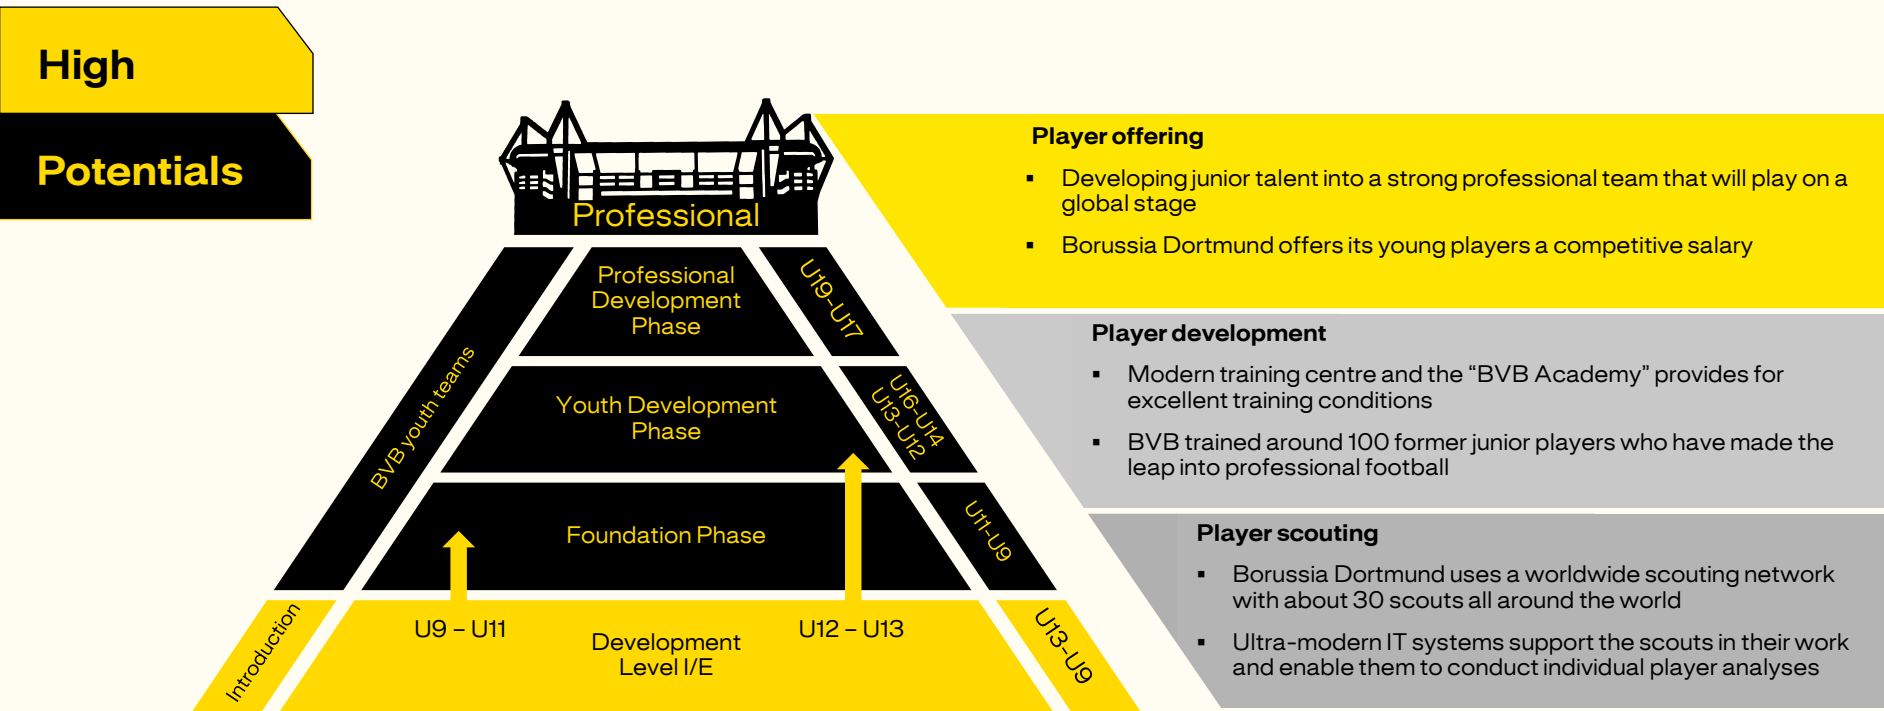 High
Potentials
Professional
Professional
Development
Phase
U19-U17
BVB youth teams
Youth Development
Phase
U16-U14
U13-U12
Foundation Phase
U11-U9
Introduction
U9 – U11
Development
Level I/E
U12 – U13
U13-U9
Player offering
▪ Developing junior talent into a strong professional team that will play on a
global stage
▪ Borussia Dortmund offers its young players a competitive salary
Player development
▪ Modern training centre and the “BVB Academy” provides for
excellent training conditions
▪ BVB trained around 100 former junior players who have made the
leap into professional football
Player scouting
▪ Borussia Dortmund uses a worldwide scouting network
with about 30 scouts all around the world
▪ Ultra-modern IT systems support the scouts in their work
and enable them to conduct individual player analyses